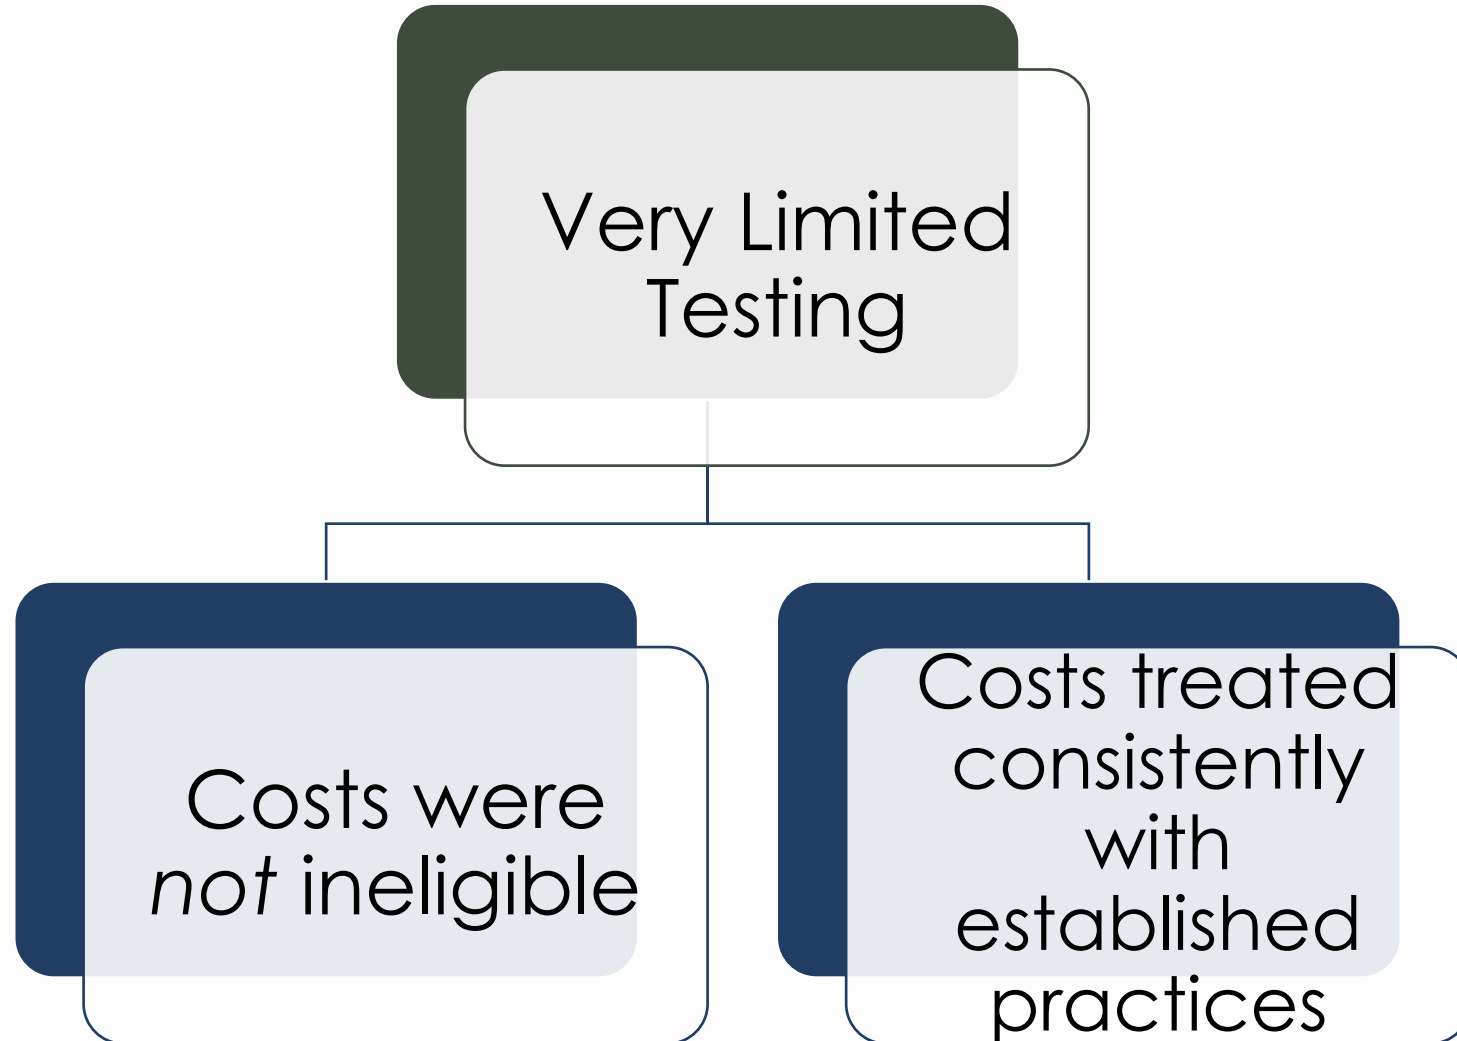 Very Limited
Testing
Costs were
not ineligible
Costs treated
consistently
with
established
practices